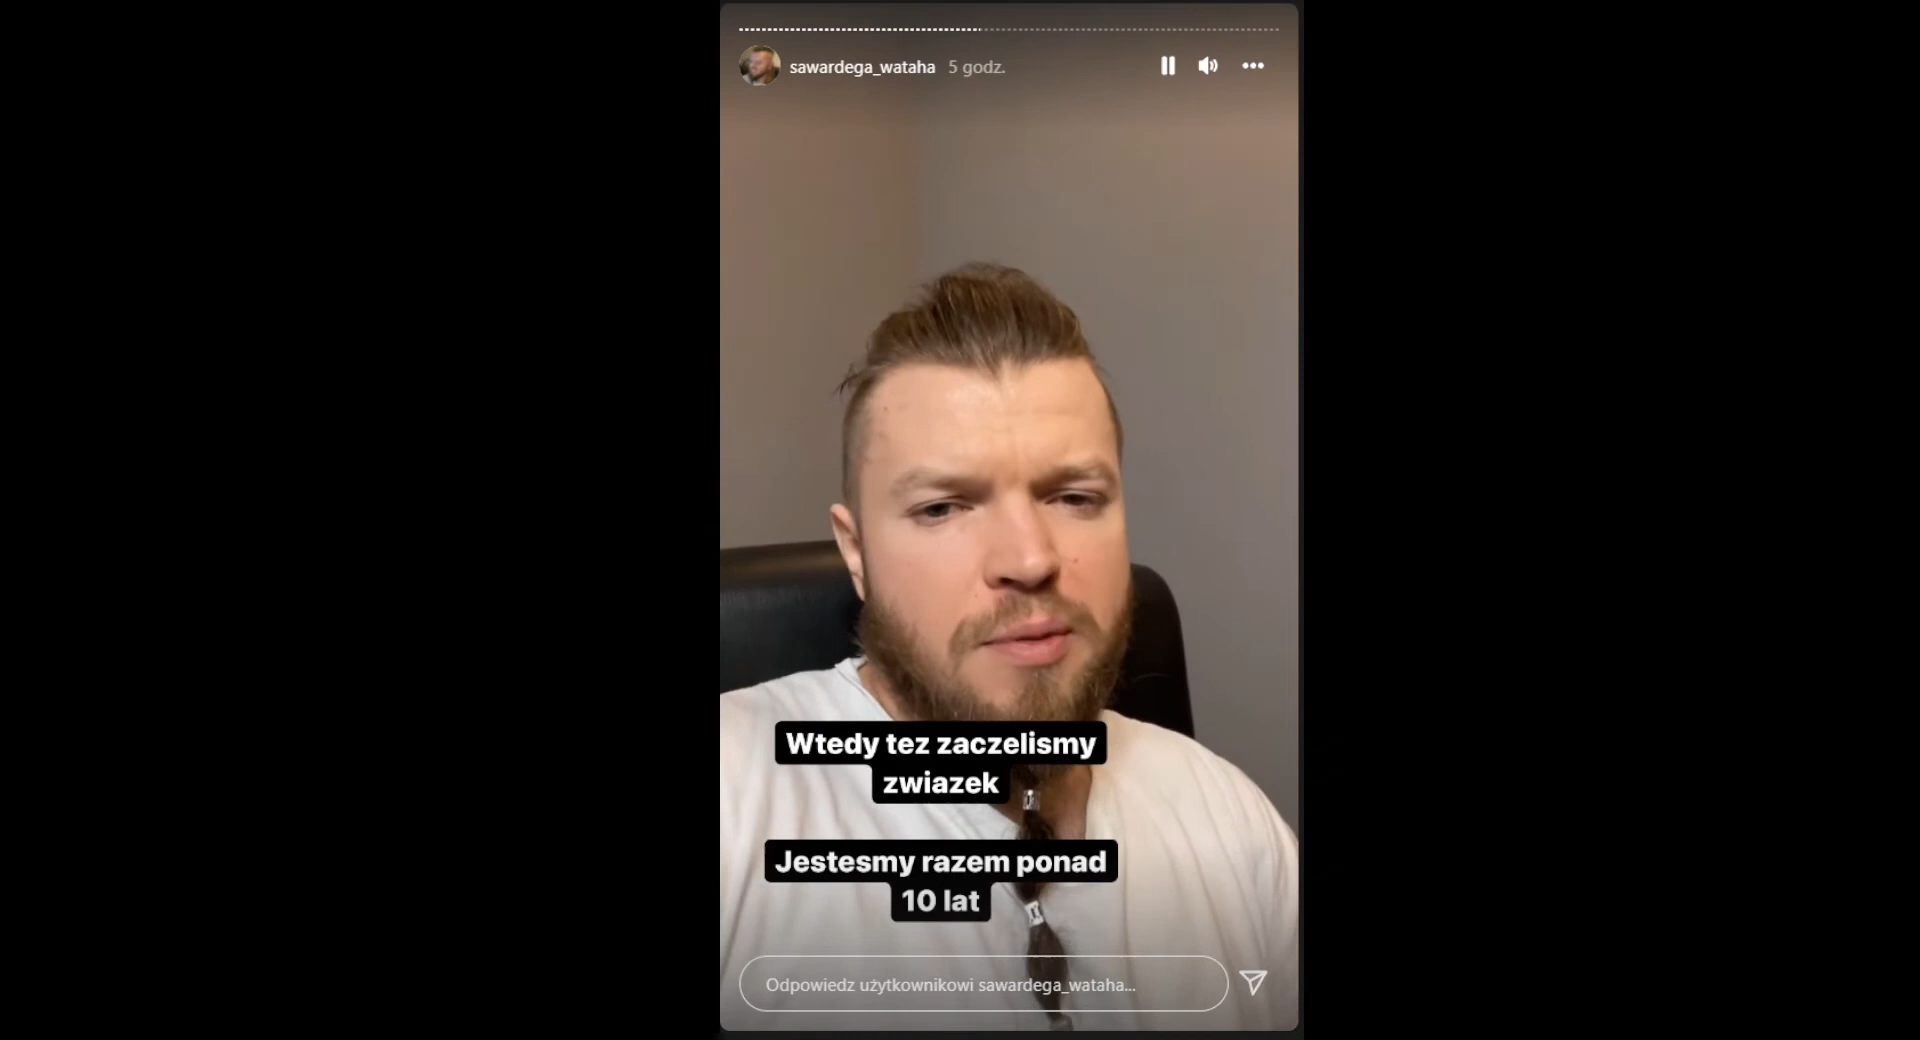 sawardega_wataha 5 godz.
Wtedy tez zaczelismy
zwiazek
Jestesmy razem ponad
10 lat
Odpowiedz użytkownikowi sawardega_wataha...